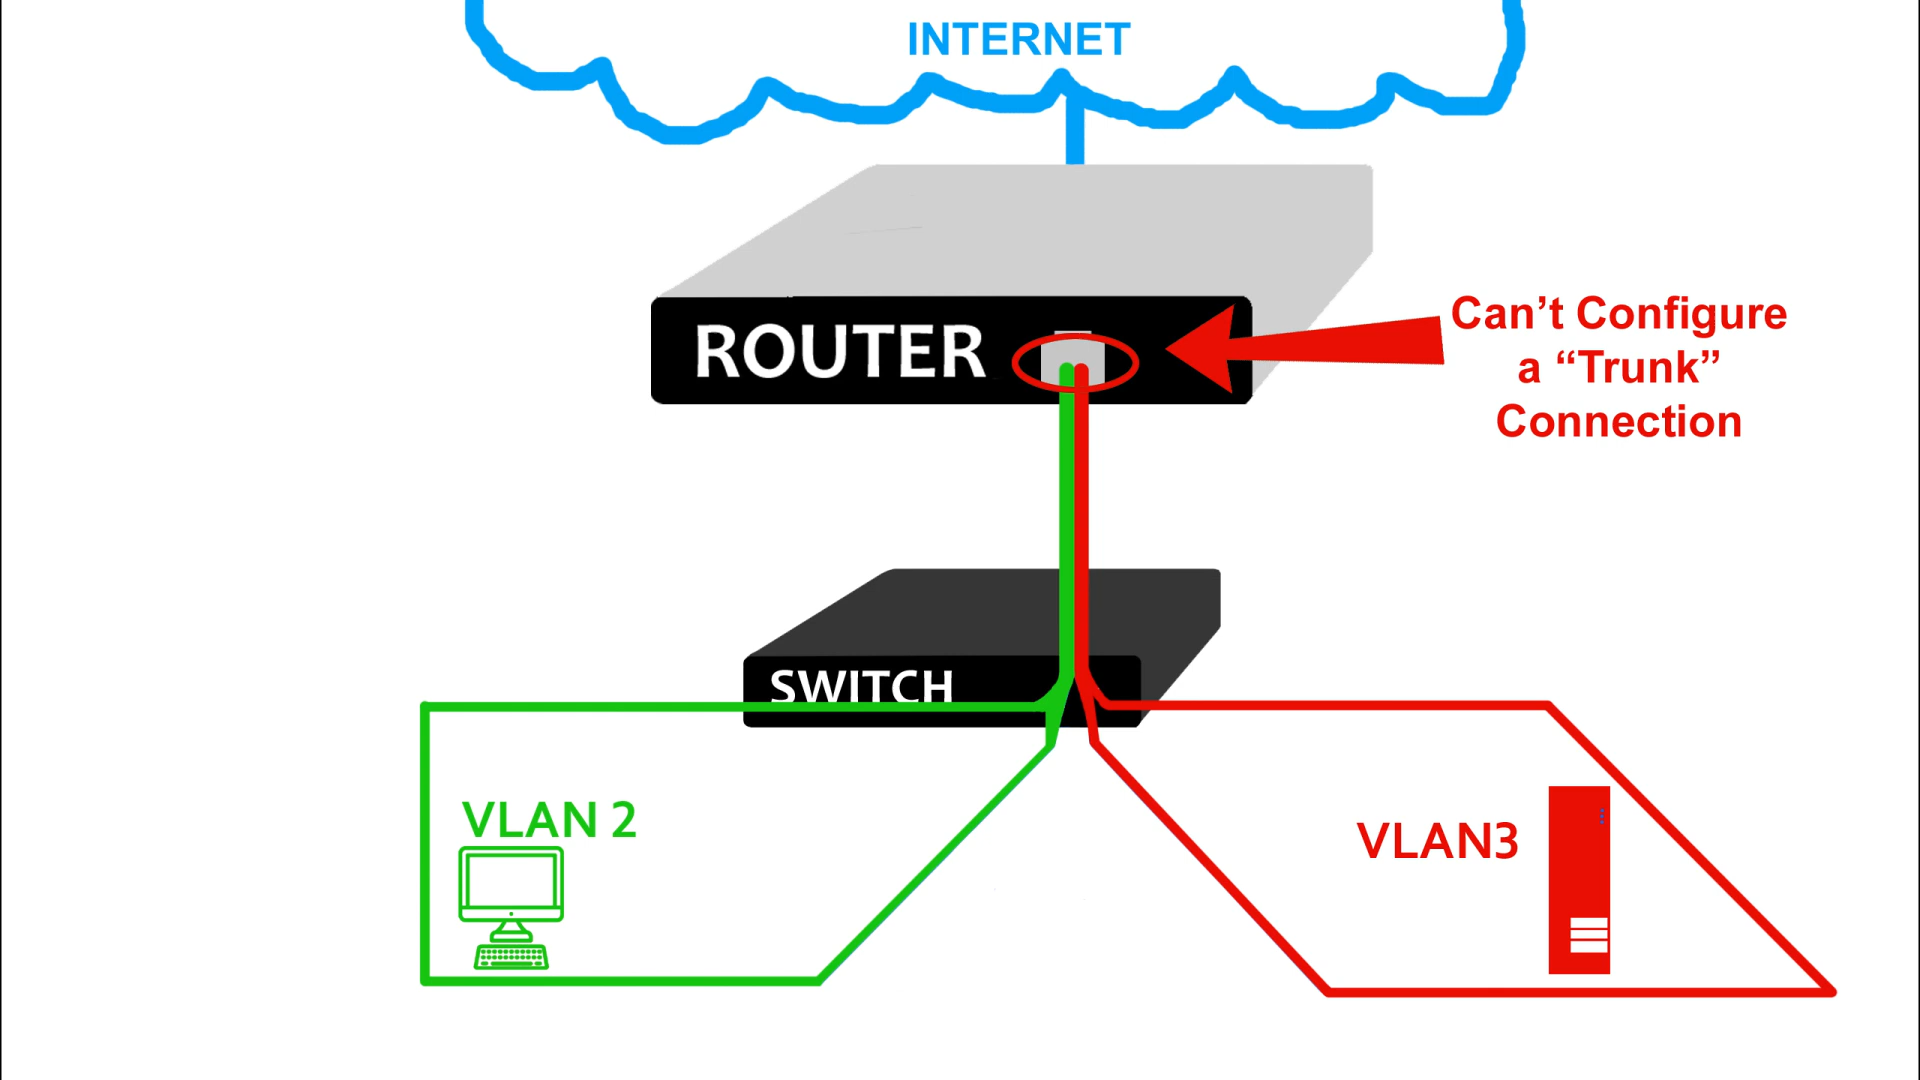 INTERNET
ROUTER
Can’t Configure
a “Trunk”
Connection
SWITCH
VLAN 2
VLAN3